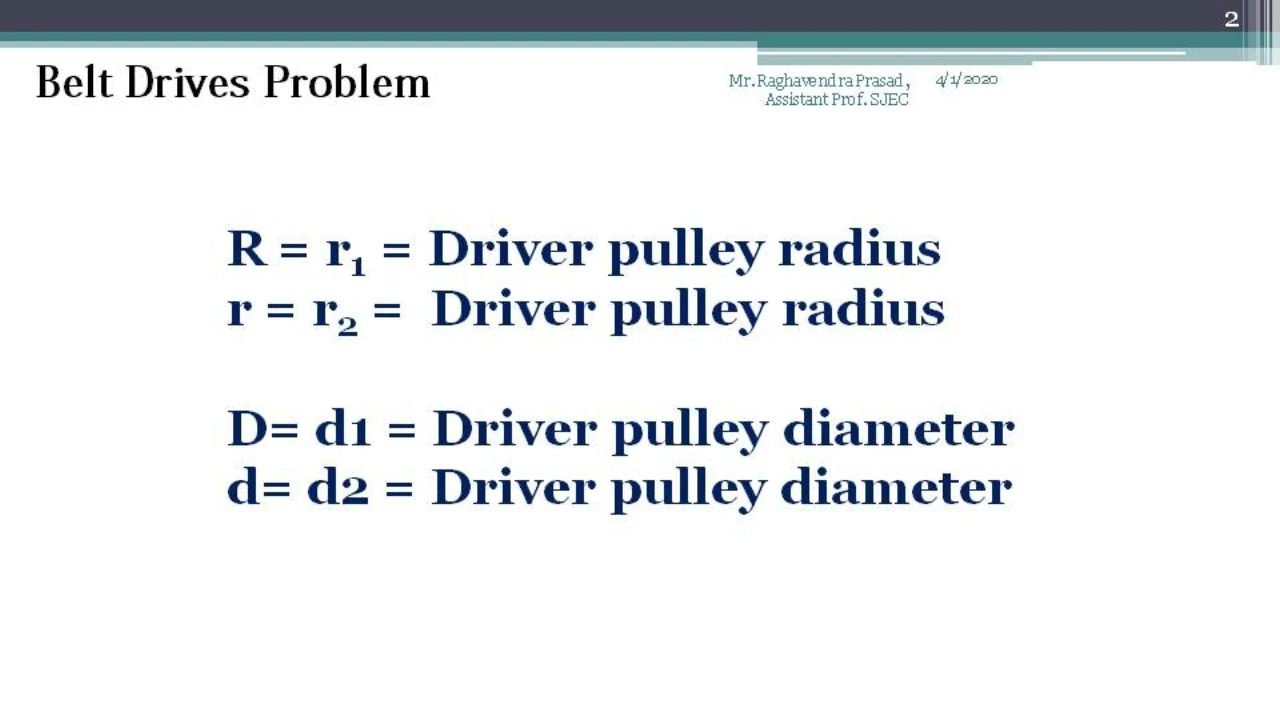 2
Belt Drives Problem
Mr.Raghavendra Prasad, 4/1/2020
Assistant Prof. SJEC
R = r₁ = Driver pulley radius
r = r₂ = Driver pulley radius
D= d1 = Driver pulley diameter
d= d2 = Driver pulley diameter